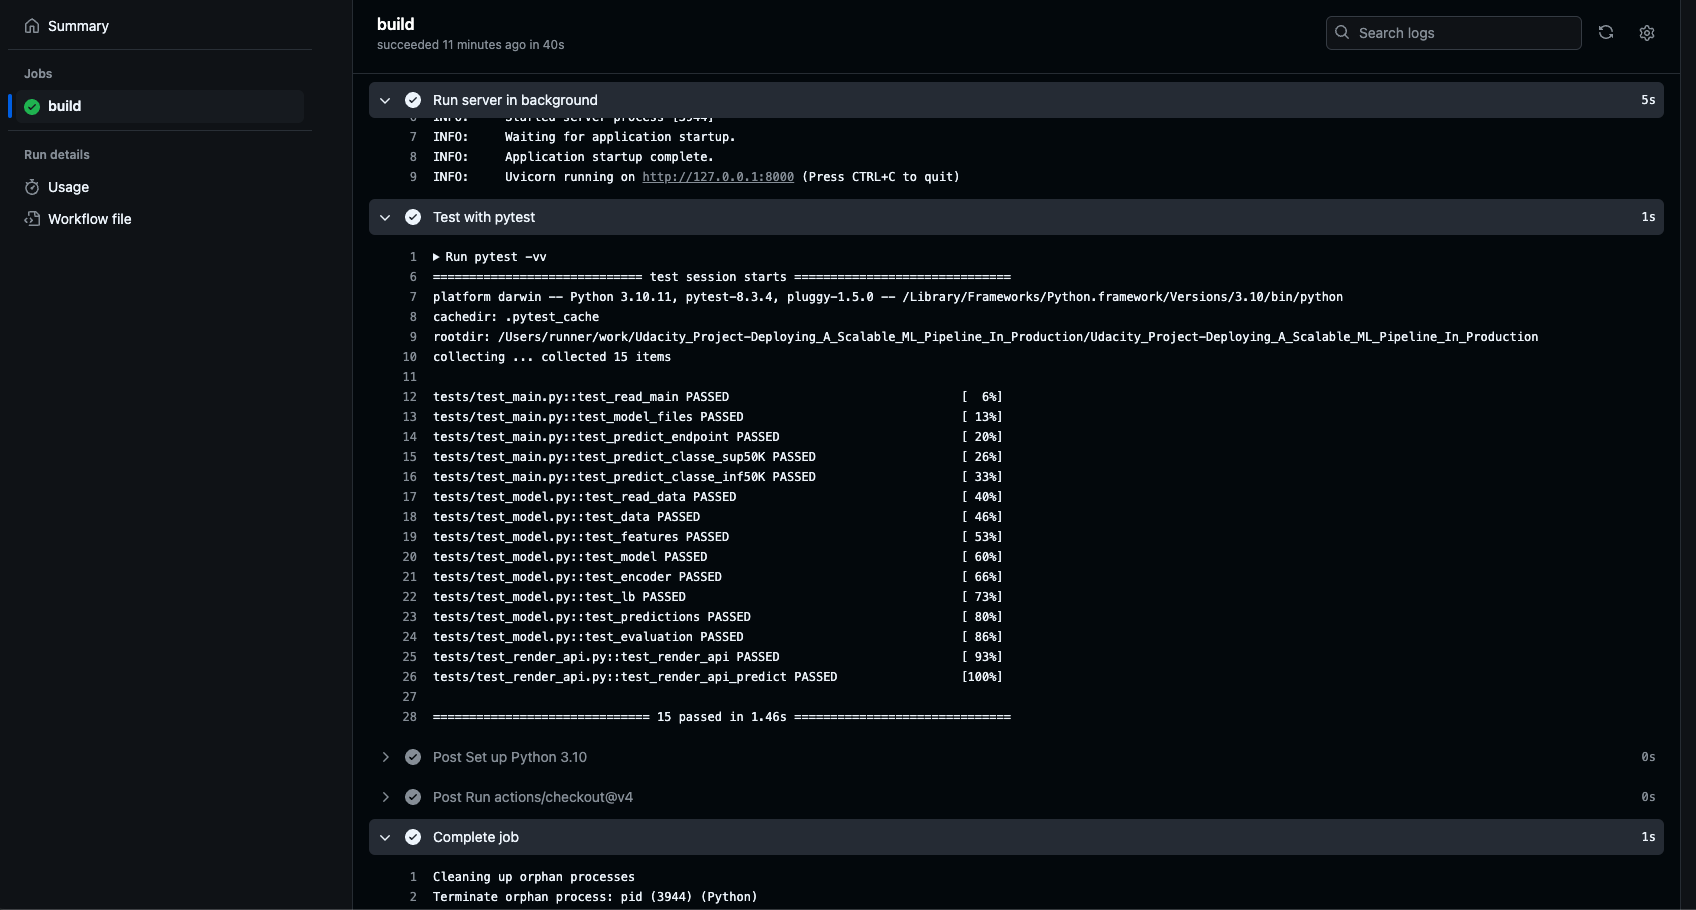 Summary
Jobs
build
Run details
Usage
Workflow file
build
succeeded 11 minutes ago in 40s
Search logs
Run server in background 5s
6 INFO: Started server process [3944]
7 INFO: Waiting for application startup.
8 INFO: Application startup complete.
9 INFO: Uvicorn running on http://127.0.0.1:8000 (Press CTRL+C to quit)
Test with pytest 1s
1 Run pytest -vv
6 ============================= test session starts ==============================
7 platform darwin -- Python 3.10.11, pytest-8.3.4, pluggy-1.5.0 -- /Library/Frameworks/Python.framework/Versions/3.10/bin/python
8 cachedir: .pytest_cache
9 rootdir: /Users/runner/work/Udacity_Project-Deploying_A_Scalable_ML_Pipeline_In_Production/Udacity_Project-Deploying_A_Scalable_ML_Pipeline_In_Production
10 collecting ... collected 15 items
11
12 tests/test_main.py::test_read_main PASSED [  6%]
13 tests/test_main.py::test_model_files PASSED [ 13%]
14 tests/test_main.py::test_predict_endpoint PASSED [ 20%]
15 tests/test_main.py::test_predict_classe_sup50K PASSED [ 26%]
16 tests/test_main.py::test_predict_classe_inf50K PASSED [ 33%]
17 tests/test_model.py::test_read_data PASSED [ 40%]
18 tests/test_model.py::test_data PASSED [ 46%]
19 tests/test_model.py::test_features PASSED [ 53%]
20 tests/test_model.py::test_model PASSED [ 60%]
21 tests/test_model.py::test_encoder PASSED [ 66%]
22 tests/test_model.py::test_lb PASSED [ 73%]
23 tests/test_model.py::test_predictions PASSED [ 80%]
24 tests/test_model.py::test_evaluation PASSED [ 86%]
25 tests/test_render_api.py::test_render_api PASSED [ 93%]
26 tests/test_render_api.py::test_render_api_predict PASSED [100%]
27
28 ============================== 15 passed in 1.46s ==============================
Post Set up Python 3.10 0s
Post Run actions/checkout@v4 0s
Complete job 1s
1 Cleaning up orphan processes
2 Terminate orphan process: pid (3944) (Python)